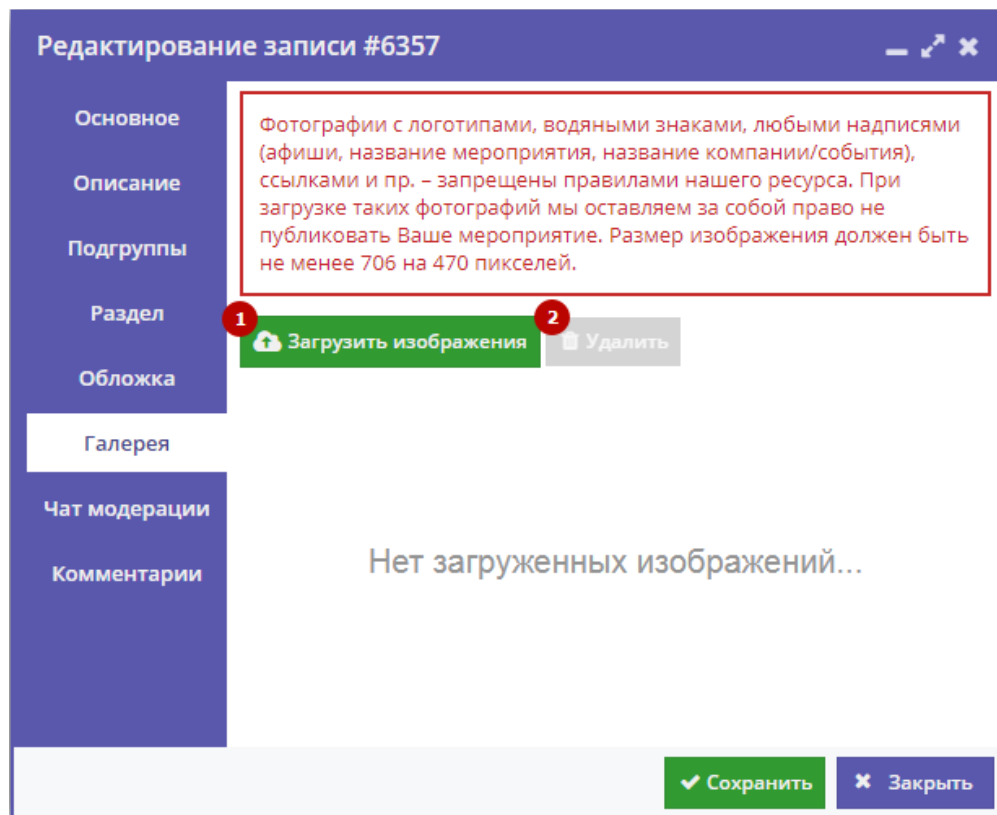 Редактирование записи #6357
Основное
Описание
Подгруппы
Раздел
Обложка
Галерея
Чат модерации
Комментарии
Фотографии с логотипами, водяными знаками, любыми надписями
(афиши, название мероприятия, название компании/события),
ссылками и пр. – запрещены правилами нашего ресурса. При
загрузке таких фотографий мы оставляем за собой право не
публиковать Ваше мероприятие. Размер изображения должен быть
не менее 706 на 470 пикселей.
1
Загрузить изображения
2
Удалить
Нет загруженных изображений...
Сохранить
Закрыть